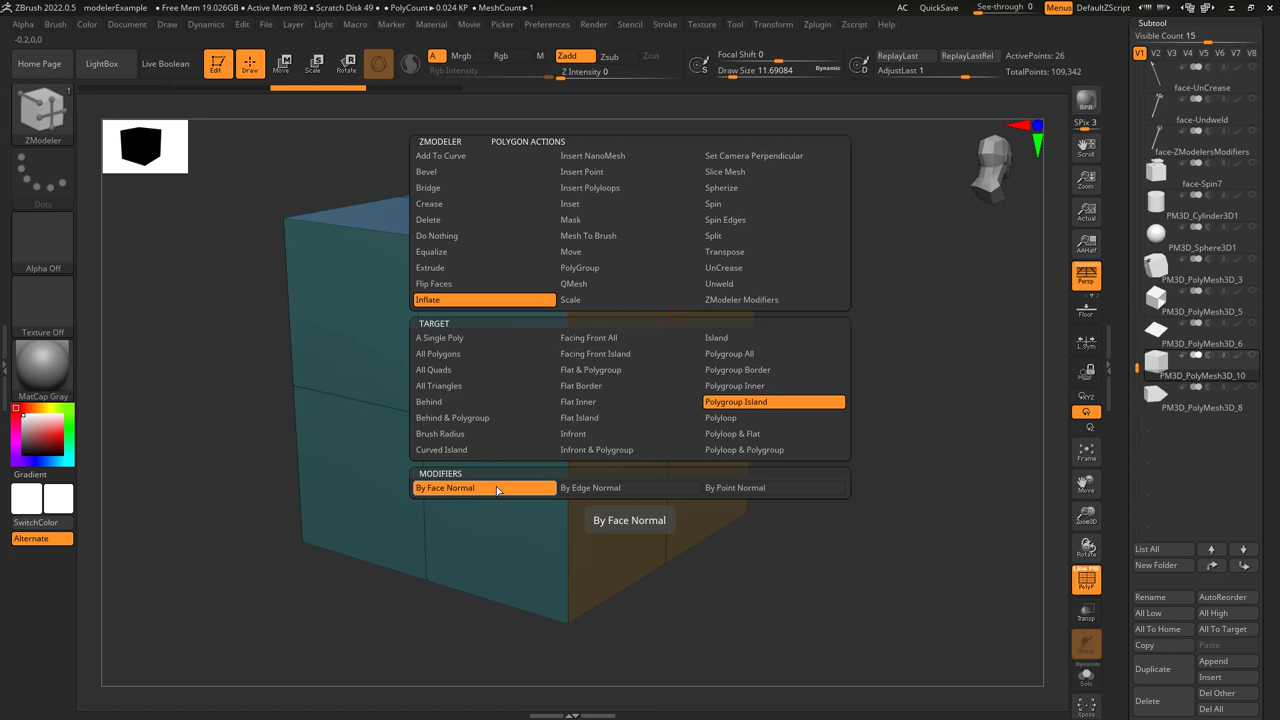 ZBrush 2022.0.5 modelerExample • Free Mem 19.026GB • Active Mem 892 • Scratch Disk 49 • PolyCount▸0.024 KP • MeshCount▸1 AC QuickSave See-through 0 Menus DefaultZScript
Alpha Brush Color Document Draw Dynamics Edit File Layer Light Macro Marker Material Movie Picker Preferences Render Stencil Stroke Texture Tool Transform Zplugin Zscript Help
-0.2,0,0
Home Page LightBox Live Boolean Edit Draw Move Scale Rotate
A Mrgb Rgb M Zadd Zsub Zcut
Rgb Intensity Z Intensity 0
S Focal Shift 0
Draw Size 11.69084 Dynamic
D ReplayLast ReplayLastRel
AdjustLast 1
ActivePoints: 26
TotalPoints: 109,342
1
ZModeler
Dots
Alpha Off
Texture Off
MatCap Gray
Gradient
SwitchColor
Alternate
ZMODELER POLYGON ACTIONS
Add To Curve Insert NanoMesh Set Camera Perpendicular
Bevel Insert Point Slice Mesh
Bridge Insert Polyloops Spherize
Crease Inset Spin
Delete Mask Spin Edges
Do Nothing Mesh To Brush Split
Equalize Move Transpose
Extrude PolyGroup UnCrease
Flip Faces QMesh Unweld
Inflate Scale ZModeler Modifiers
TARGET
A Single Poly Facing Front All Island
All Polygons Facing Front Island Polygroup All
All Quads Flat & Polygroup Polygroup Border
All Triangles Flat Border Polygroup Inner
Behind Flat Inner Polygroup Island
Behind & Polygroup Flat Island Polyloop
Brush Radius Infront Polyloop & Flat
Curved Island Infront & Polygroup Polyloop & Polygroup
MODIFIERS
By Face Normal By Edge Normal By Point Normal
By Face Normal
BPR
SPix 3
Scroll
Zoom
Actual
AAHalf
Persp
Floor
L.Sym
XYZ
Y
Z
Frame
Move
Zoom3D
Rotate
Line Fill
PolyF
Transp
Ghost
Dynamic
Solo
Xpose
Subtool
Visible Count 15
V1 V2 V3 V4 V5 V6 V7 V8
face-UnCrease
face-Undweld
face-ZModelersModifiers
face-Spin7
PM3D_Cylinder3D1
PM3D_Sphere3D1
PM3D_PolyMesh3D_3
PM3D_PolyMesh3D_5
PM3D_PolyMesh3D_6
PM3D_PolyMesh3D_10
PM3D_PolyMesh3D_8
List All
New Folder
Rename AutoReorder
All Low All High
All To Home All To Target
Copy Paste
Duplicate Append
Insert
Delete Del Other
Del All